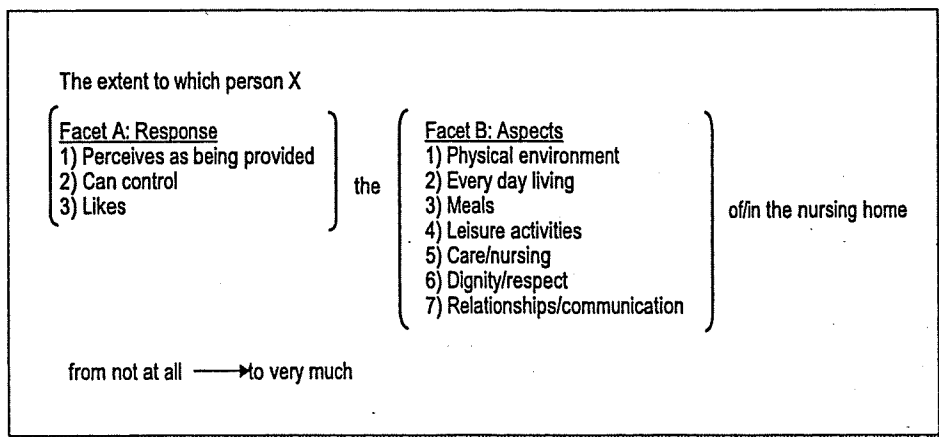 The extent to which person X
Facet A: Response
1) Perceives as being provided
2) Can control
3) Likes
the
Facet B: Aspects
1) Physical environment
2) Every day living
3) Meals
4) Leisure activities
5) Care/nursing
6) Dignity/respect
7) Relationships/communication
of/in the nursing home
from not at all → to very much